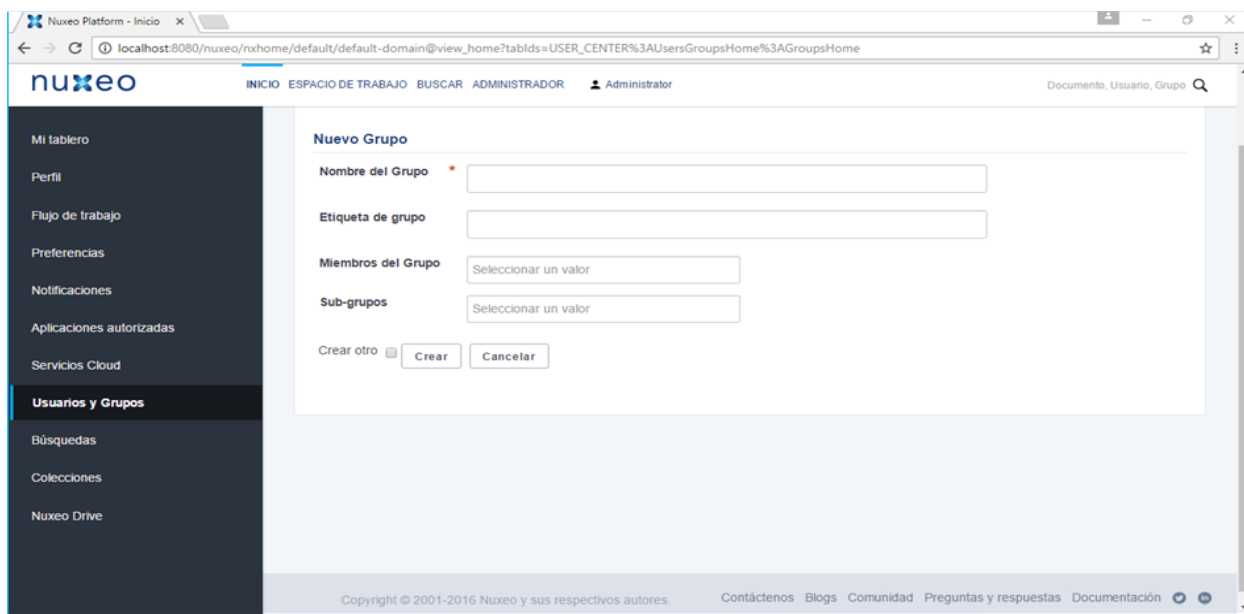 Nuxeo Platform - Inicio
localhost:8080/nuxeo/nxhome/default/default-domain@view_home?tabIds=USER_CENTER%3AUsersGroupsHome%3AGroupsHome
nuxeo INICIO ESPACIO DE TRABAJO BUSCAR ADMINISTRADOR Administrator Documento, Usuario, Grupo
Mi tablero
Perfil
Flujo de trabajo
Preferencias
Notificaciones
Aplicaciones autorizadas
Servicios Cloud
Usuarios y Grupos
Búsquedas
Colecciones
Nuxeo Drive
Nuevo Grupo
Nombre del Grupo *
Etiqueta de grupo
Miembros del Grupo Seleccionar un valor
Sub-grupos Seleccionar un valor
Crear otro Crear Cancelar
Copyright © 2001-2016 Nuxeo y sus respectivos autores. Contáctenos Blogs Comunidad Preguntas y respuestas Documentación